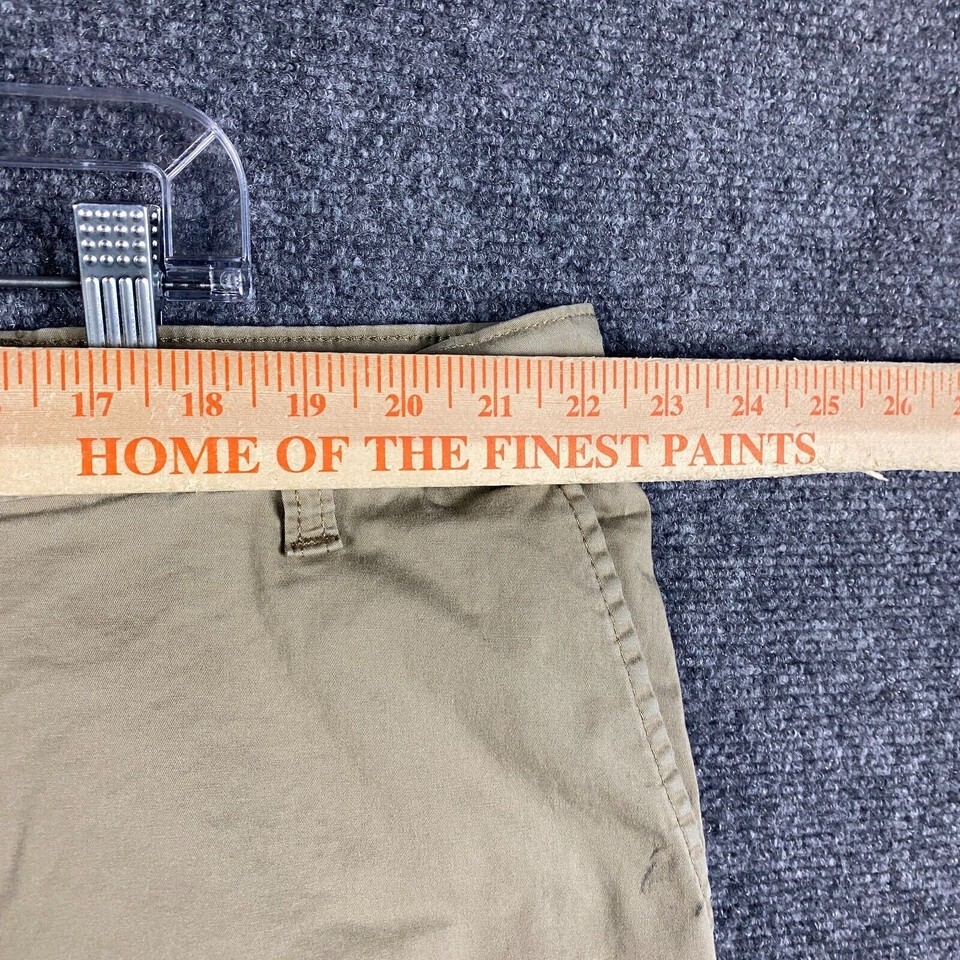 17 18 19 20 21 22 23 24 25 26
HOME OF THE FINEST PAINTS